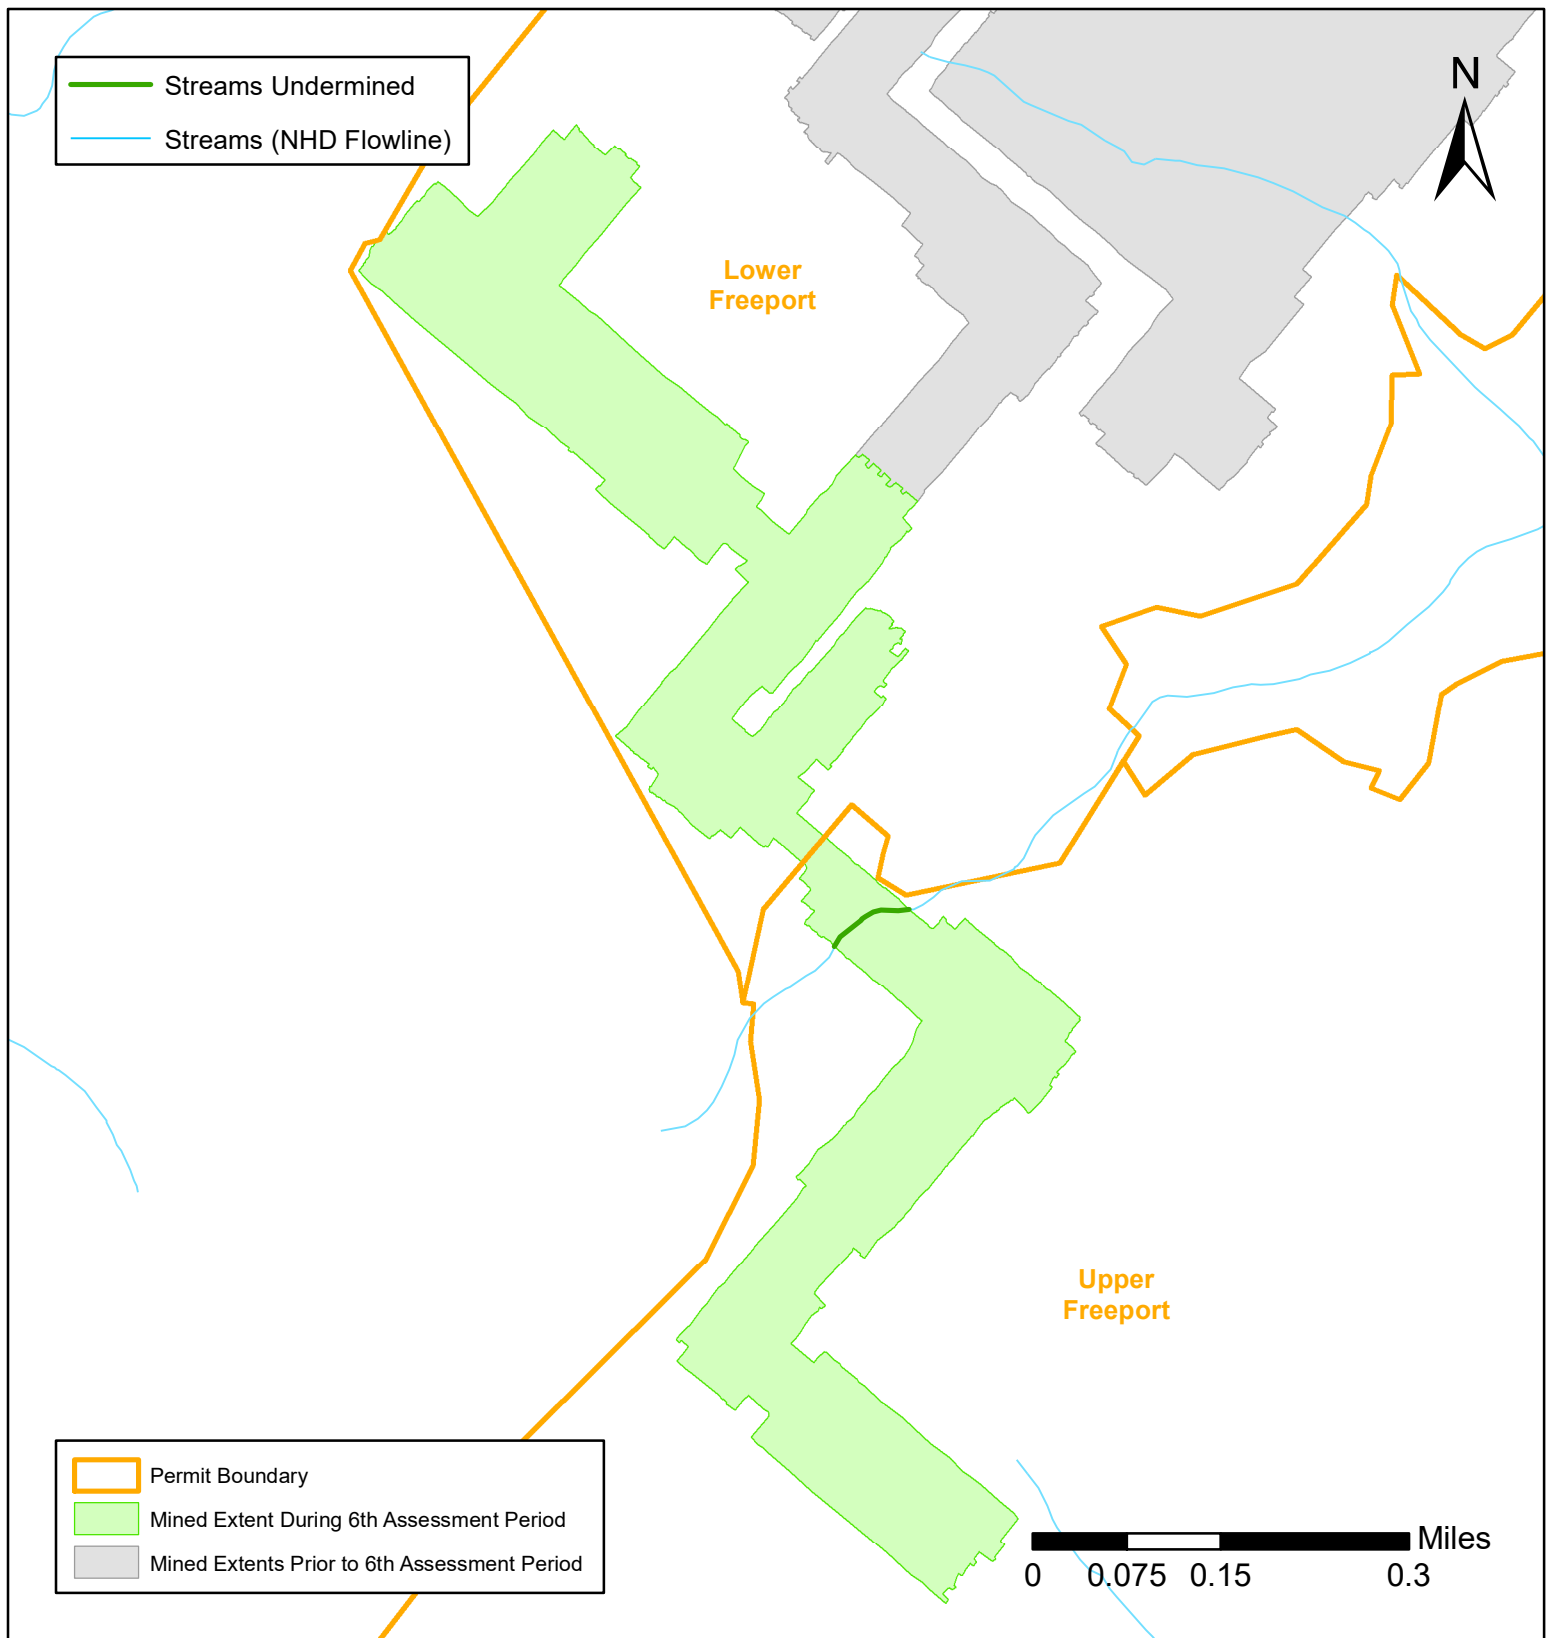 Streams Undermined
Streams (NHD Flowline)
N
Lower
Freeport
Upper
Freeport
Permit Boundary
Mined Extent During 6th Assessment Period
Mined Extents Prior to 6th Assessment Period
Miles
0 0.075 0.15 0.3